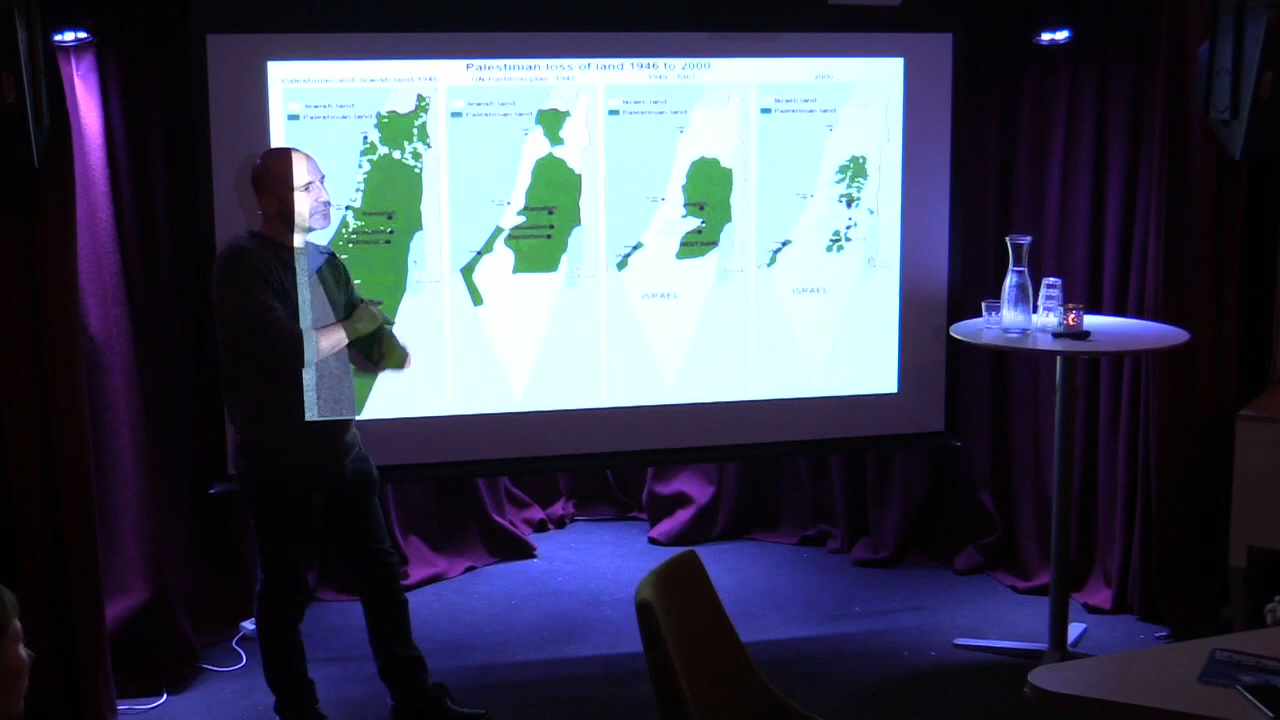 Palestinian loss of land 1946 to 2000
Palestinian and Jewish land 1946
UN Partition plan 1947
1949 - 1967
2000
Jewish land
Palestinian land
Jewish land
Palestinian land
Israeli land
Palestinian land
Israeli land
Palestinian land
WEST BANK
ISRAEL
ISRAEL